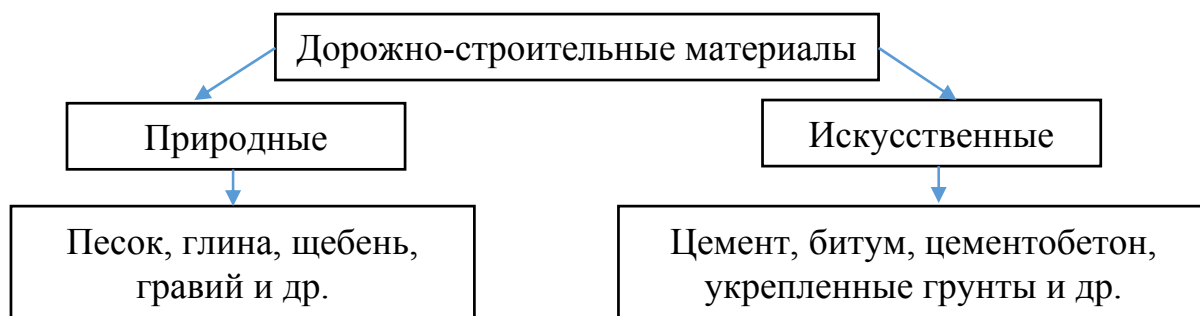 Дорожно-строительные материалы
Природные
Искусственные
Песок, глина, щебень,
гравий и др.
Цемент, битум, цементобетон,
укрепленные грунты и др.